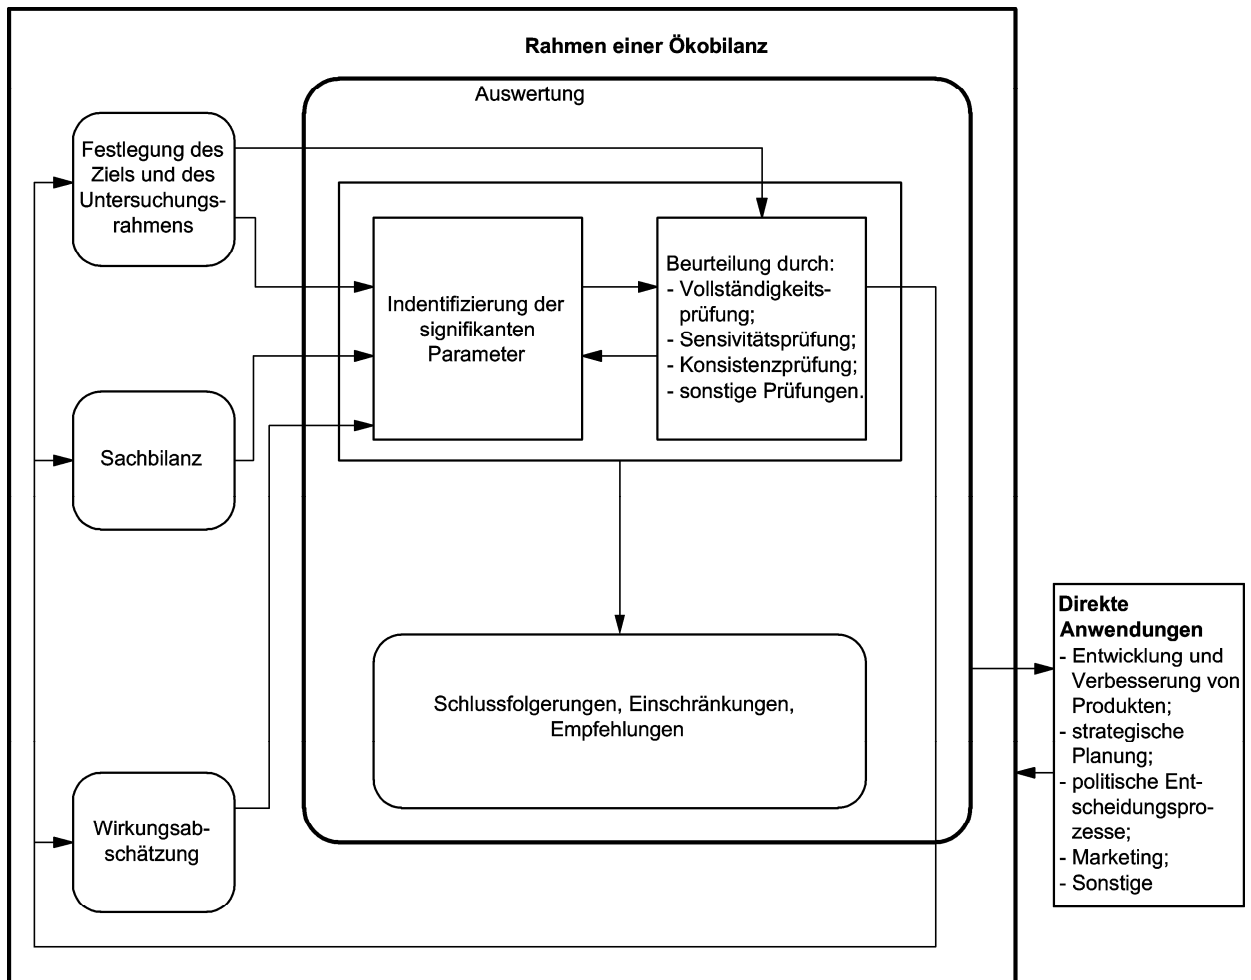 Rahmen einer Ökobilanz
Auswertung
Festlegung des
Ziels und des
Untersuchungs-
rahmens
Indentifizierung der
signifikanten
Parameter
Beurteilung durch:
- Vollständigkeits-
prüfung;
- Sensivitätsprüfung;
- Konsistenzprüfung;
- sonstige Prüfungen.
Sachbilanz
Schlussfolgerungen, Einschränkungen,
Empfehlungen
Wirkungsab-
schätzung
Direkte
Anwendungen
- Entwicklung und
Verbesserung von
Produkten;
- strategische
Planung;
- politische Ent-
scheidungspro-
zesse;
- Marketing;
- Sonstige